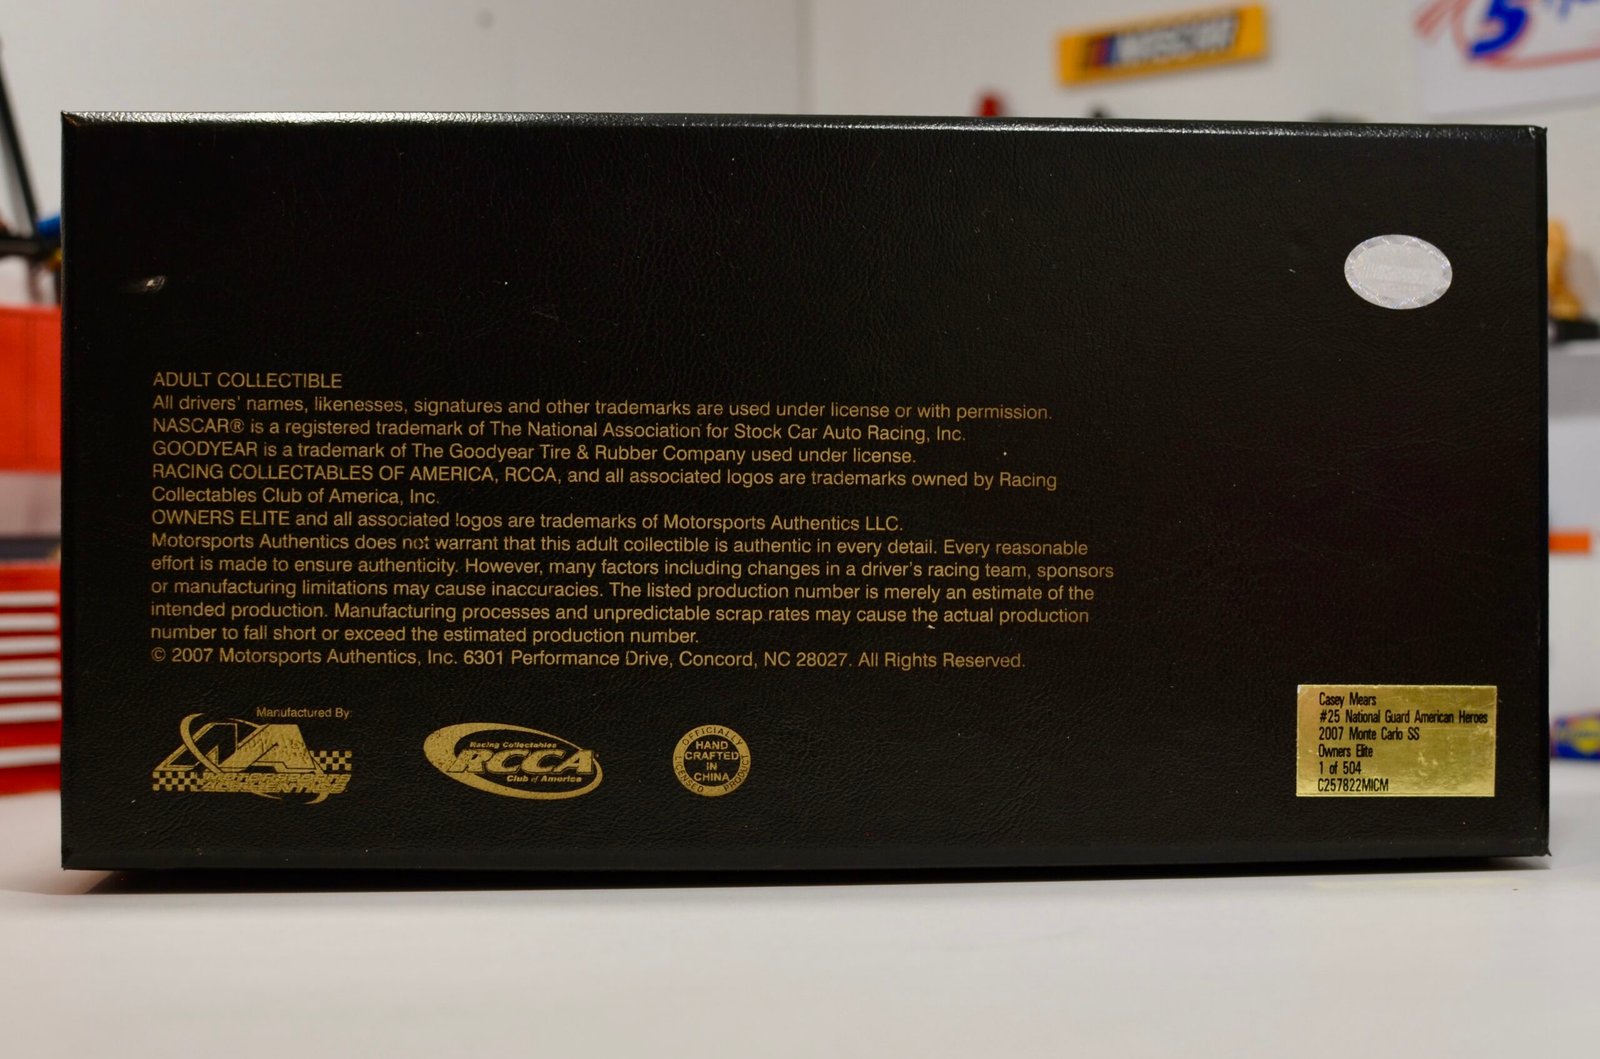 NASCAR
5
ADULT COLLECTIBLE
All drivers' names, likenesses, signatures and other trademarks are used under license or with permission.
NASCAR® is a registered trademark of The National Association for Stock Car Auto Racing, Inc.
GOODYEAR is a trademark of The Goodyear Tire & Rubber Company used under license.
RACING COLLECTABLES OF AMERICA, RCCA, and all associated logos are trademarks owned by Racing
Collectables Club of America, Inc.
OWNERS ELITE and all associated logos are trademarks of Motorsports Authentics LLC.
Motorsports Authentics does not warrant that this adult collectible is authentic in every detail. Every reasonable
effort is made to ensure authenticity. However, many factors including changes in a driver's racing team, sponsors
or manufacturing limitations may cause inaccuracies. The listed production number is merely an estimate of the
intended production. Manufacturing processes and unpredictable scrap rates may cause the actual production
number to fall short or exceed the estimated production number.
© 2007 Motorsports Authentics, Inc. 6301 Performance Drive, Concord, NC 28027. All Rights Reserved.
Manufactured By
MOTORSPORTS
AUTHENTICS
Racing Collectables
RCCA
Club of America
OFFICIALLY LICENSED PRODUCT
HAND
CRAFTED
IN
CHINA
Casey Mears
#25 National Guard American Heroes
2007 Monte Carlo SS
Owners Elite
1 of 504
C257822MICM